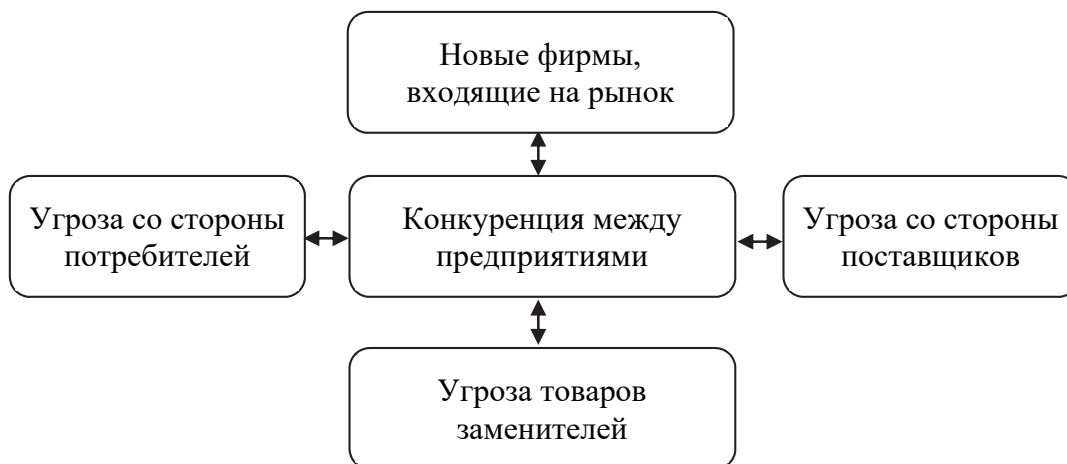 Новые фирмы,
входящие на рынок
Угроза со стороны
потребителей
Конкуренция между
предприятиями
Угроза со стороны
поставщиков
Угроза товаров
заменителей